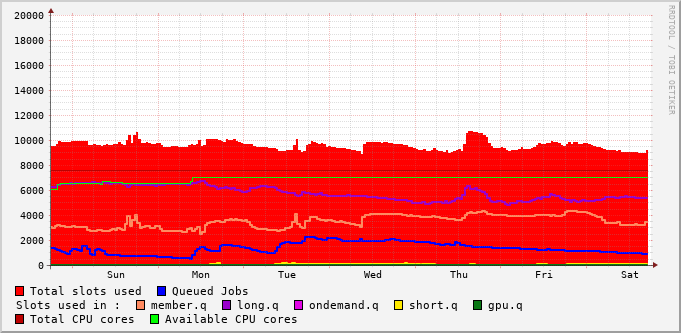 RRDTOOL / TOBI OETIKER
20000
18000
16000
14000
12000
10000
8000
6000
4000
2000
0
Sun Mon Tue Wed Thu Fri Sat
Total slots used Queued Jobs
Slots used in : member.q long.q ondemand.q short.q gpu.q
Total CPU cores Available CPU cores